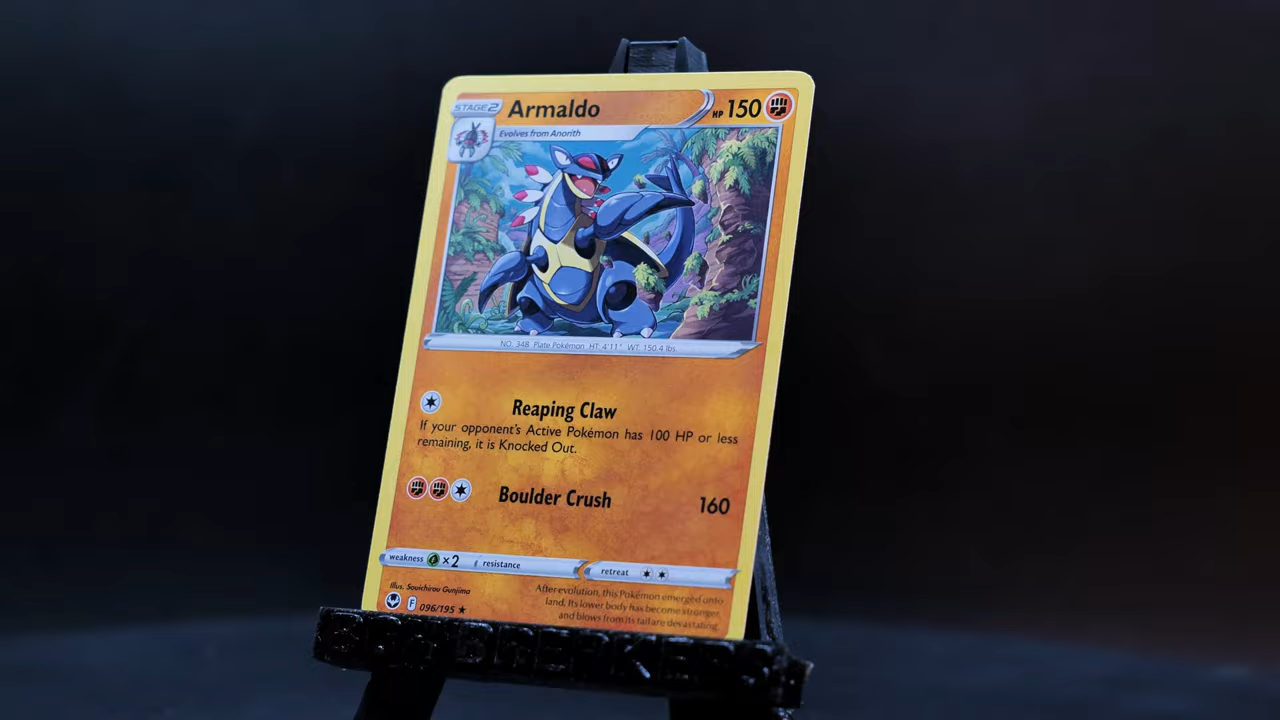 STAGE2
Armaldo
HP 150
Evolves from Anorith
NO. 348 Plate Pokémon HT: 4'11" WT: 150.4 lbs.
Reaping Claw
If your opponent's Active Pokémon has 100 HP or less
remaining, it is Knocked Out.
Boulder Crush 160
weakness ×2 resistance
retreat
Illus. Souichirou Gunjima
F 096/195 ★
After evolution, this Pokémon emerged onto
land. Its lower body has become stronger,
and blows from its tail are devastating.